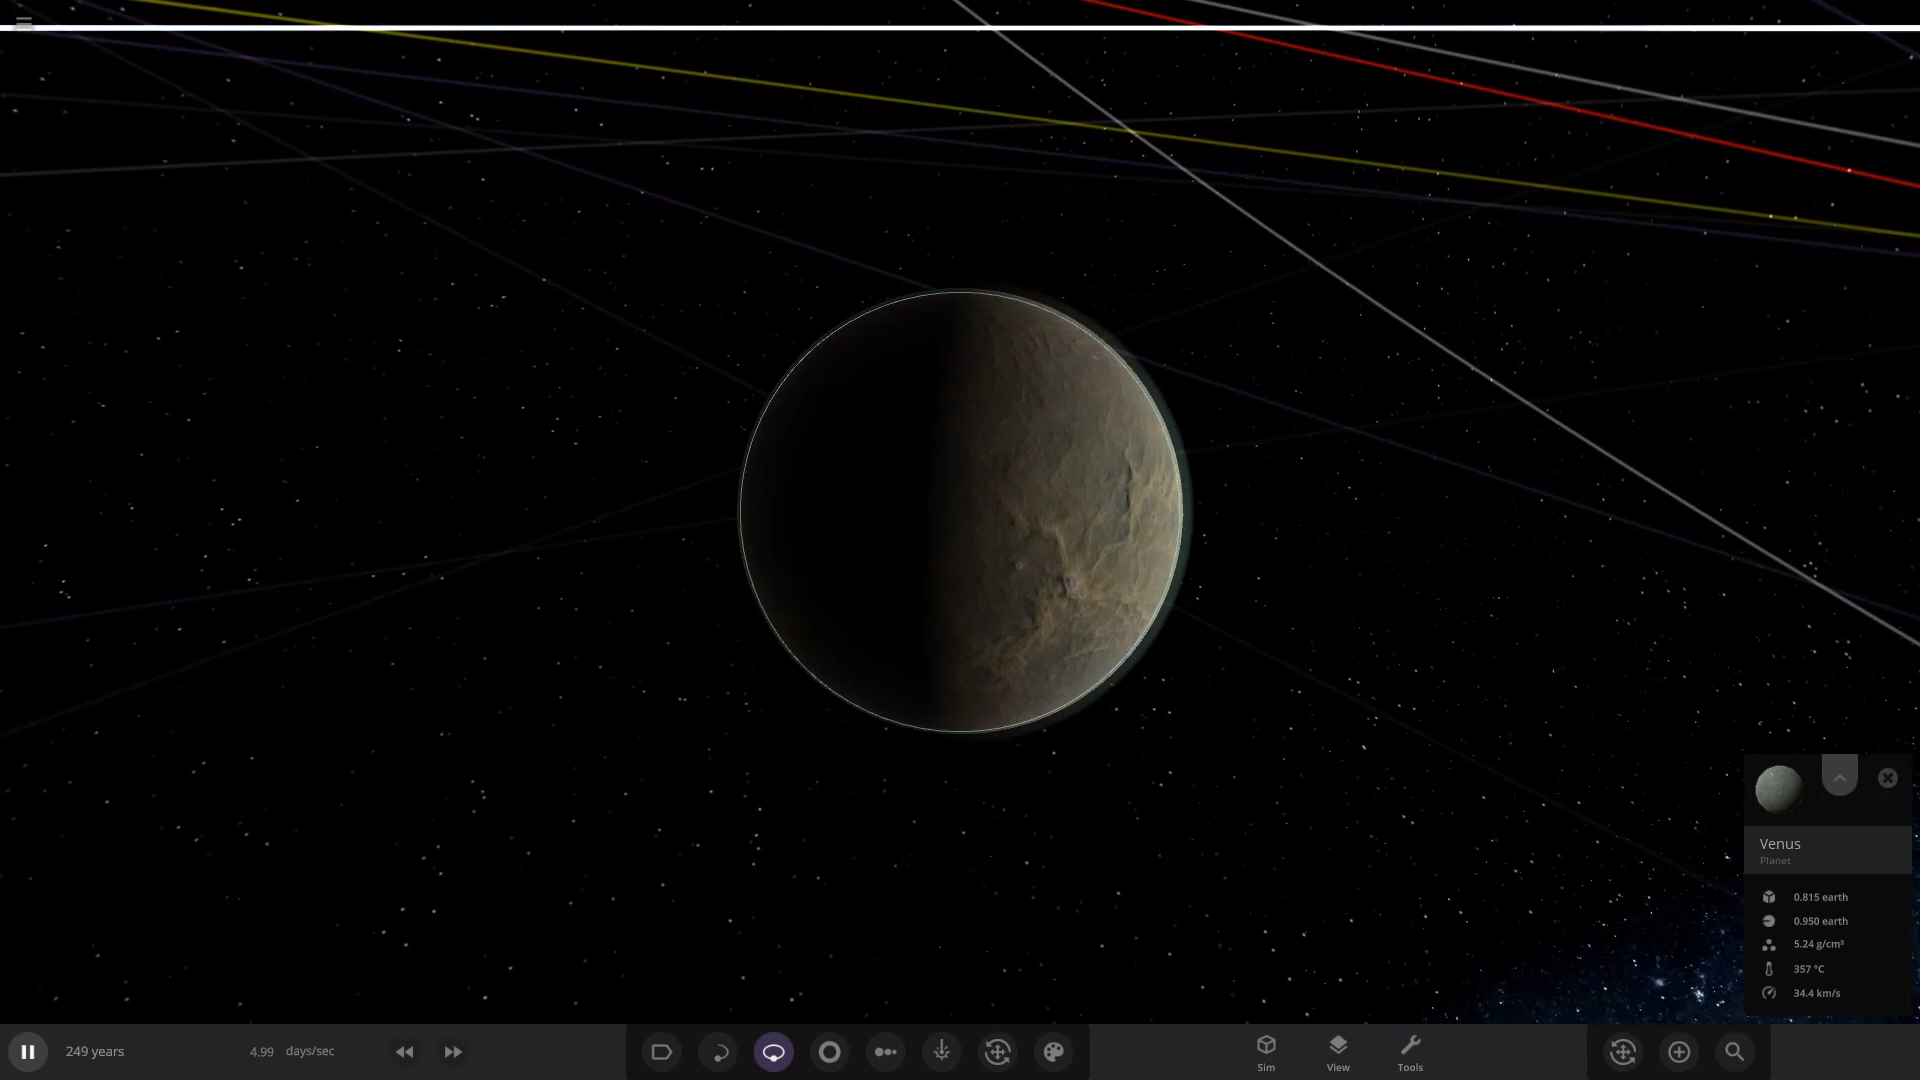 Venus
Planet
0.815 earth
0.950 earth
5.24 g/cm³
357 °C
34.4 km/s
249 years
4.99 days/sec
Sim
View
Tools